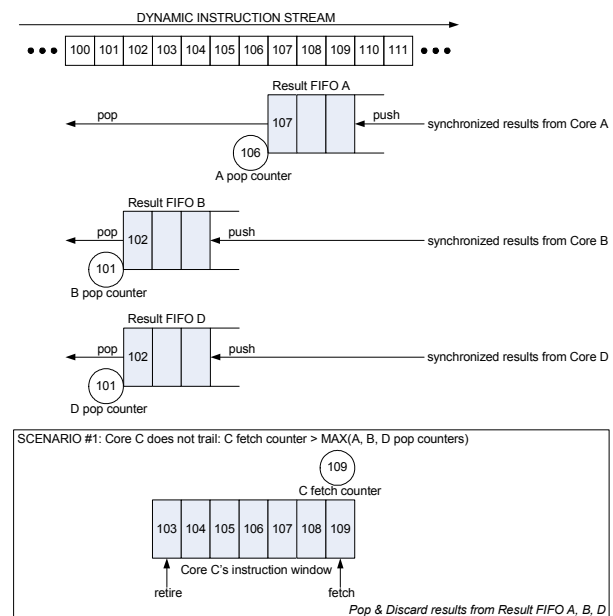 DYNAMIC INSTRUCTION STREAM
100 101 102 103 104 105 106 107 108 109 110 111
Result FIFO A
pop
107
push
synchronized results from Core A
106
A pop counter
Result FIFO B
pop
102
push
synchronized results from Core B
101
B pop counter
Result FIFO D
pop
102
push
synchronized results from Core D
101
D pop counter
SCENARIO #1: Core C does not trail: C fetch counter > MAX(A, B, D pop counters)
109
C fetch counter
103 104 105 106 107 108 109
Core C's instruction window
retire fetch
Pop & Discard results from Result FIFO A, B, D